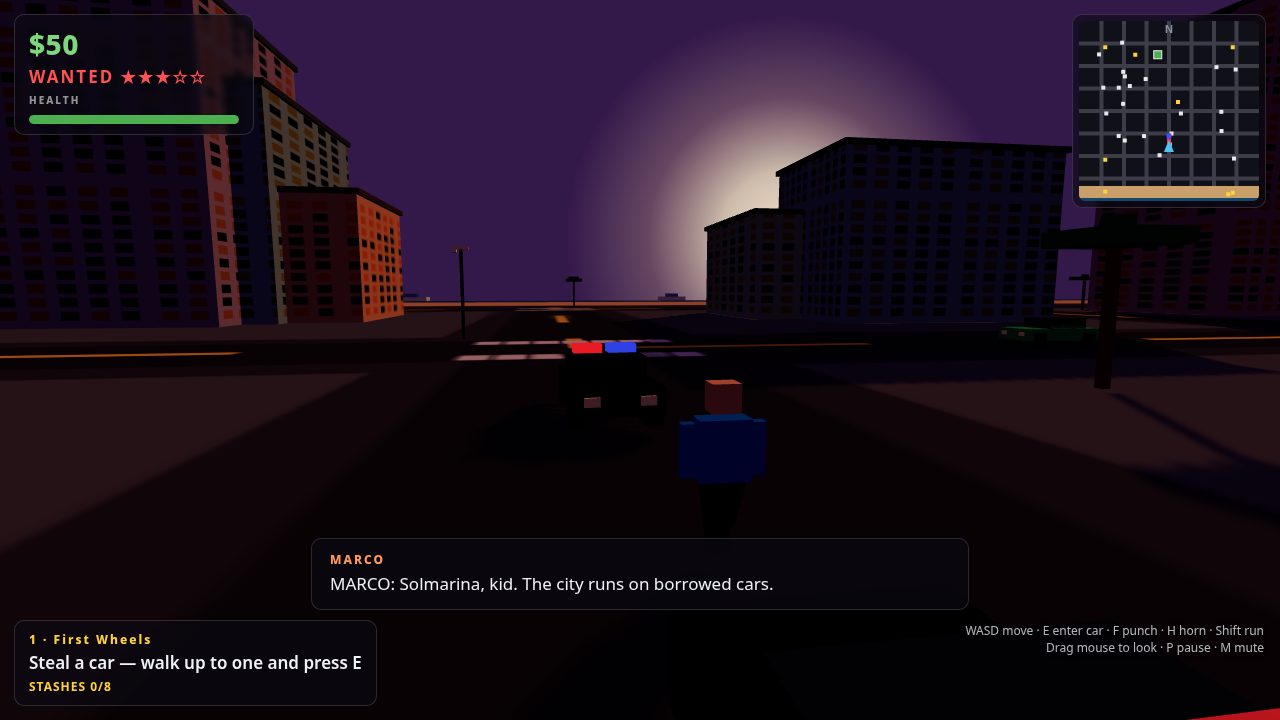 $50
WANTED ★★★☆☆
HEALTH
N
MARCO
MARCO: Solmarina, kid. The city runs on borrowed cars.
1 · First Wheels
Steal a car — walk up to one and press E
STASHES 0/8
WASD move · E enter car · F punch · H horn · Shift run
Drag mouse to look · P pause · M mute